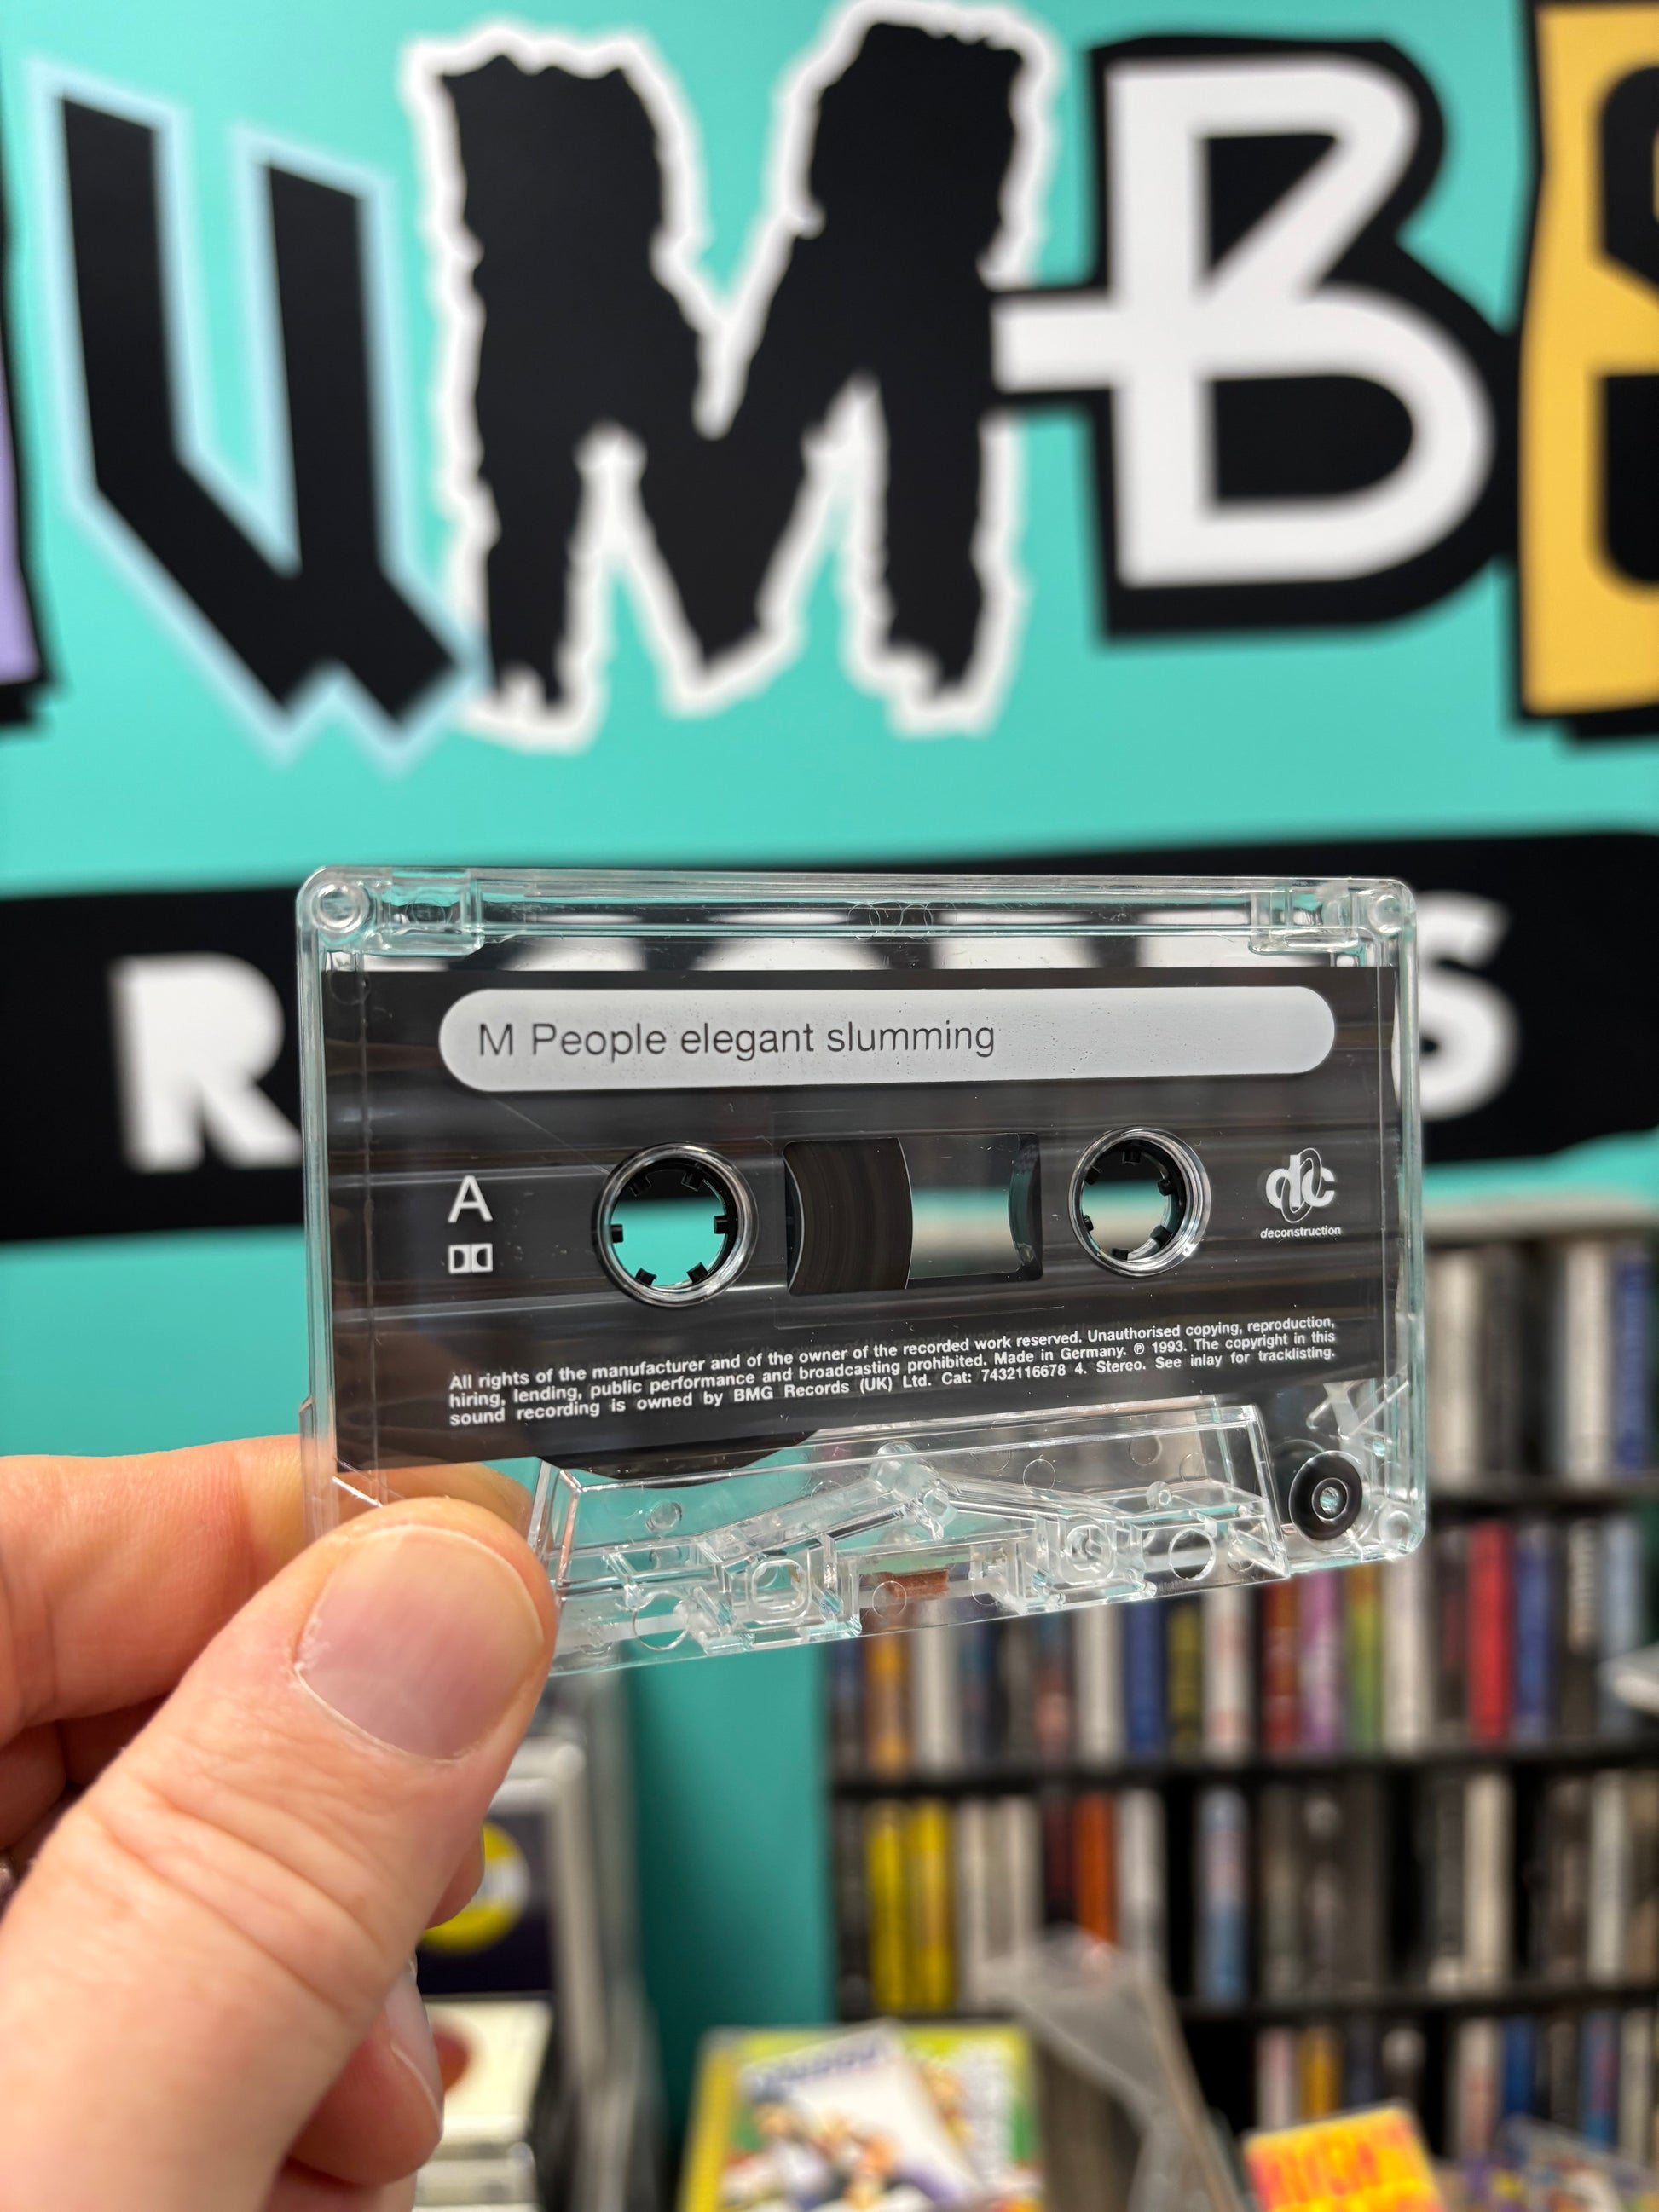 UMB
R S
M People elegant slumming
A
dc
deconstruction
All rights of the manufacturer and of the owner of the recorded work reserved. Unauthorised copying, reproduction,
hiring, lending, public performance and broadcasting prohibited. Made in Germany. ℗ 1993. The copyright in this
sound recording is owned by BMG Records (UK) Ltd. Cat: 7432116678 4. Stereo. See inlay for tracklisting.